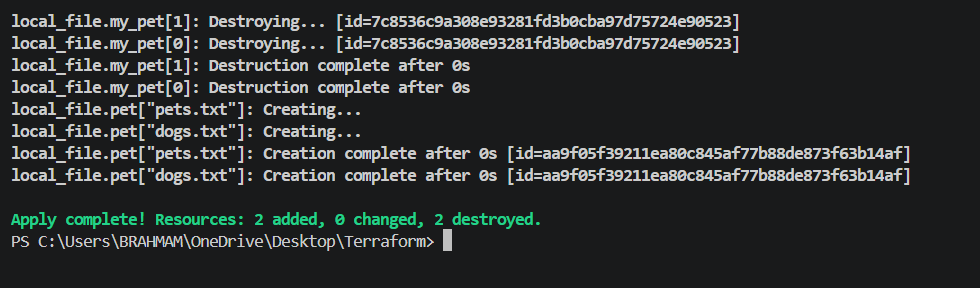 local_file.my_pet[1]: Destroying... [id=7c8536c9a308e93281fd3b0cba97d75724e90523]
local_file.my_pet[0]: Destroying... [id=7c8536c9a308e93281fd3b0cba97d75724e90523]
local_file.my_pet[1]: Destruction complete after 0s
local_file.my_pet[0]: Destruction complete after 0s
local_file.pet["pets.txt"]: Creating...
local_file.pet["dogs.txt"]: Creating...
local_file.pet["pets.txt"]: Creation complete after 0s [id=aa9f05f39211ea80c845af77b88de873f63b14af]
local_file.pet["dogs.txt"]: Creation complete after 0s [id=aa9f05f39211ea80c845af77b88de873f63b14af]
Apply complete! Resources: 2 added, 0 changed, 2 destroyed.
PS C:\Users\BRAHMAM\OneDrive\Desktop\Terraform>